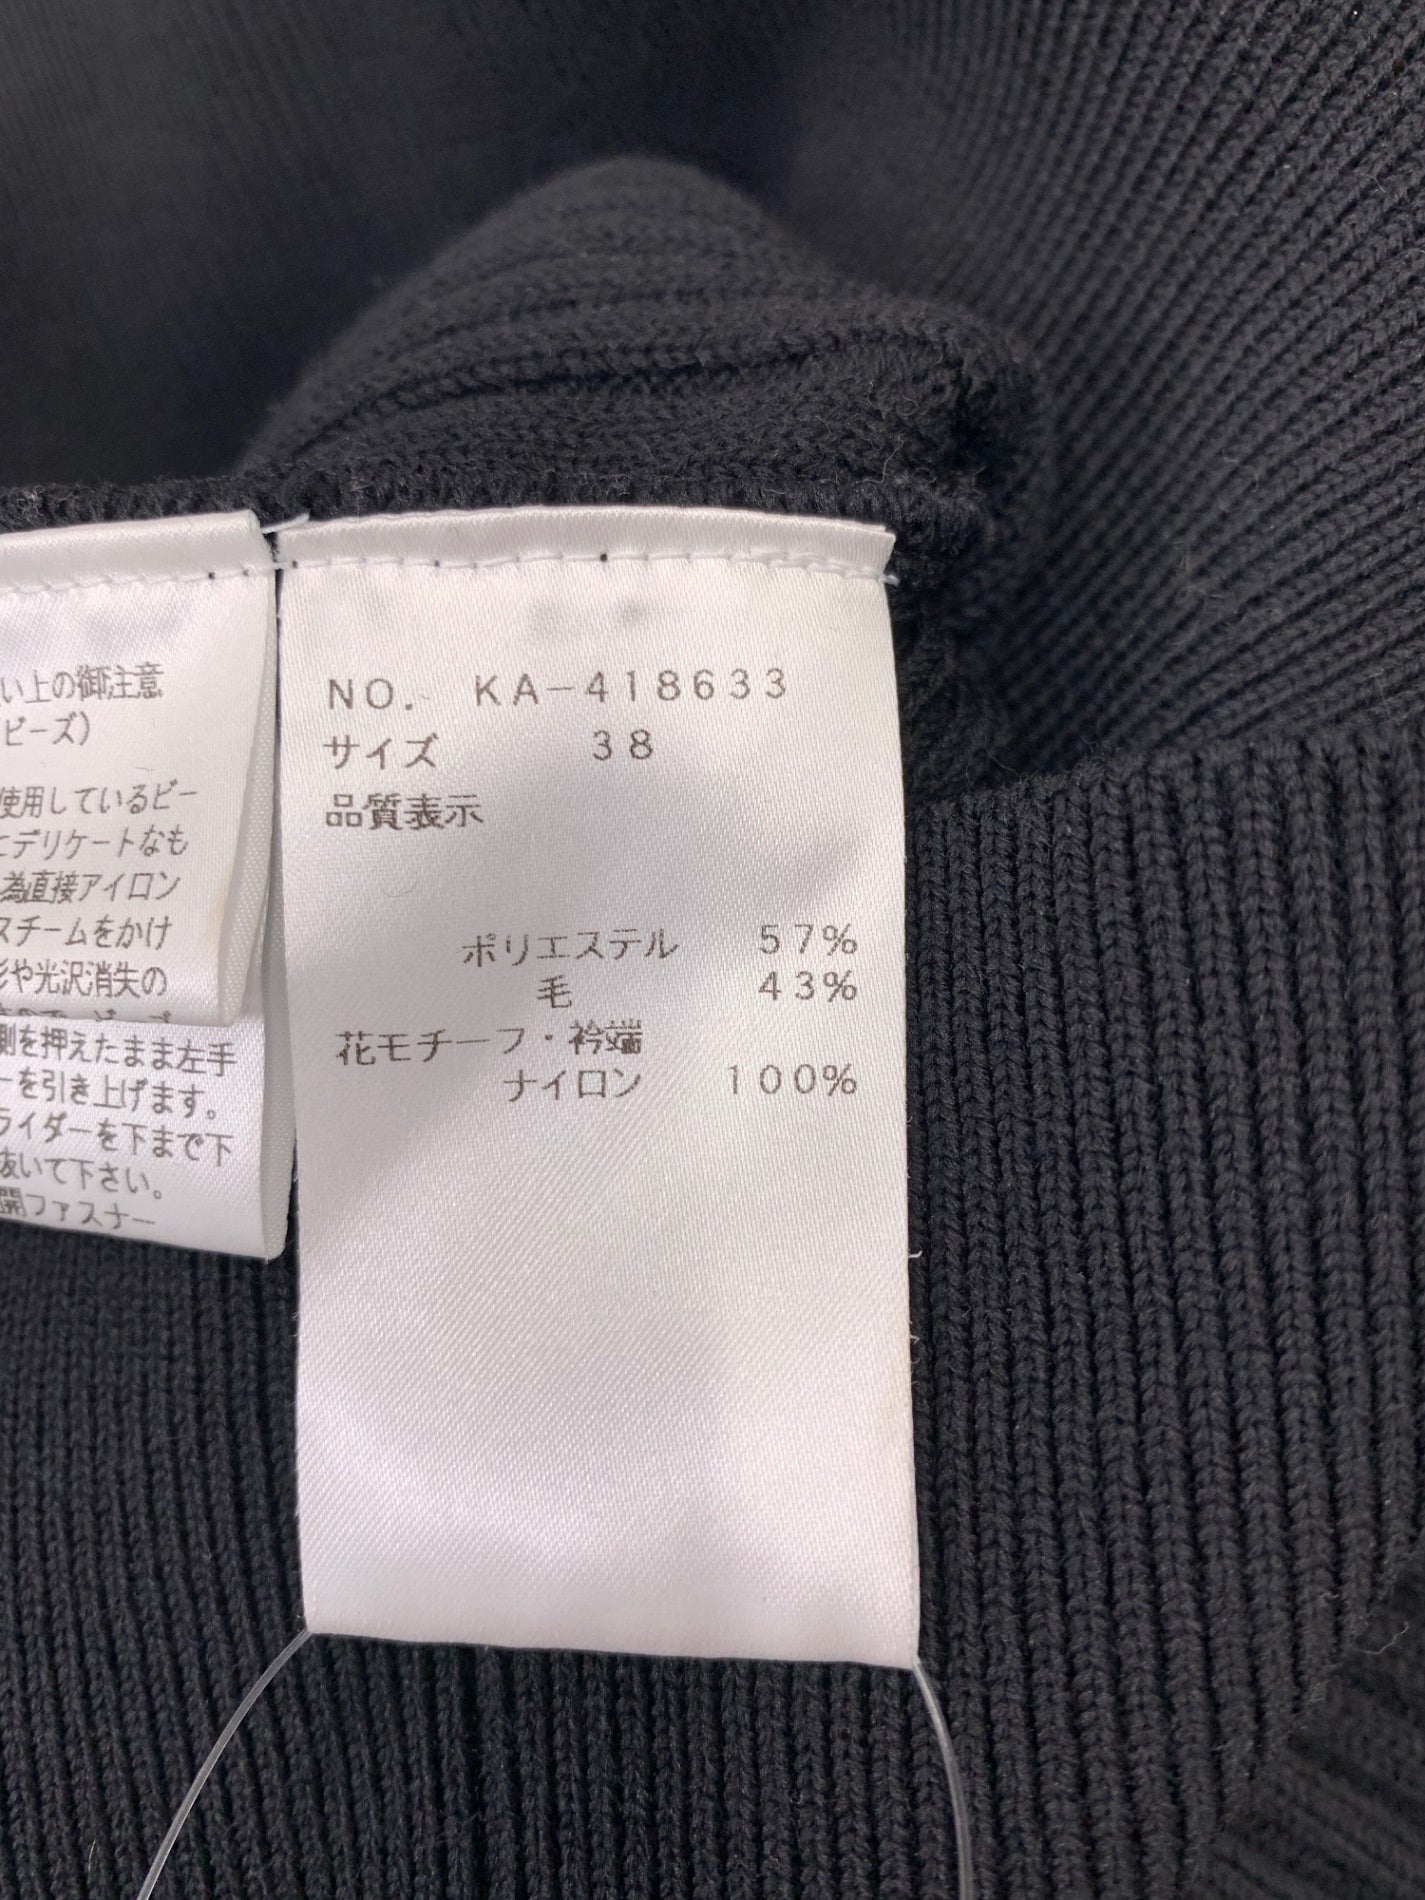 NO. KA-418633
サイズ 38
品質表示
ポリエステル 57%
毛 43%
花モチーフ・衿端
ナイロン 100%
い上の御注意
ビーズ）
使用しているビー
にデリケートなも
為直接アイロン
スチームをかけ
形や光沢消失の
側を押えたまま左手
ーを引き上げます。
ライダーを下まで下
抜いて下さい。
開ファスナー